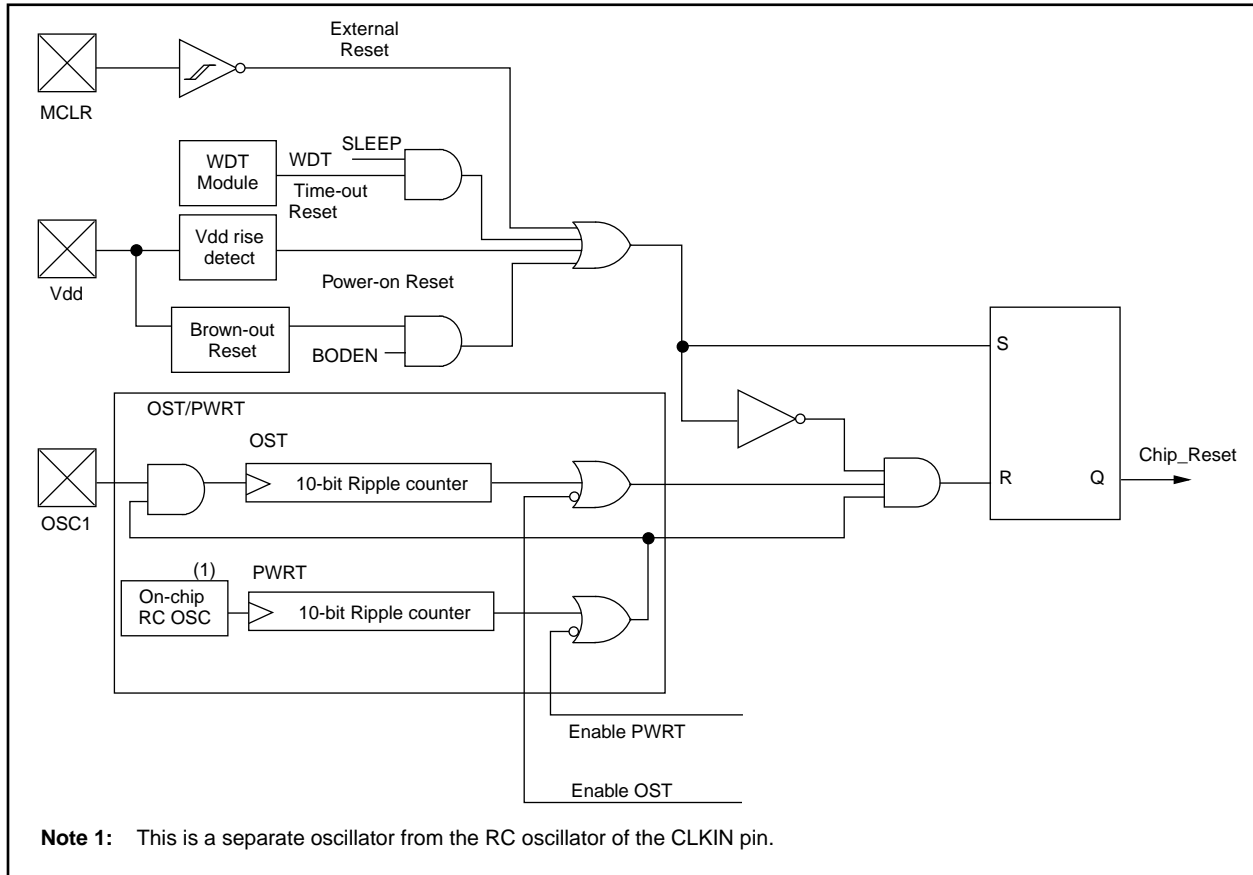 External
Reset
MCLR
SLEEP
WDT
Module
WDT
Time-out
Reset
Vdd
Vdd rise
detect
Power-on Reset
Brown-out
Reset
BODEN
OST/PWRT
OST
10-bit Ripple counter
OSC1
(1)
On-chip
RC OSC
PWRT
10-bit Ripple counter
S
R
Q
Chip_Reset
Enable PWRT
Enable OST
Note 1: This is a separate oscillator from the RC oscillator of the CLKIN pin.